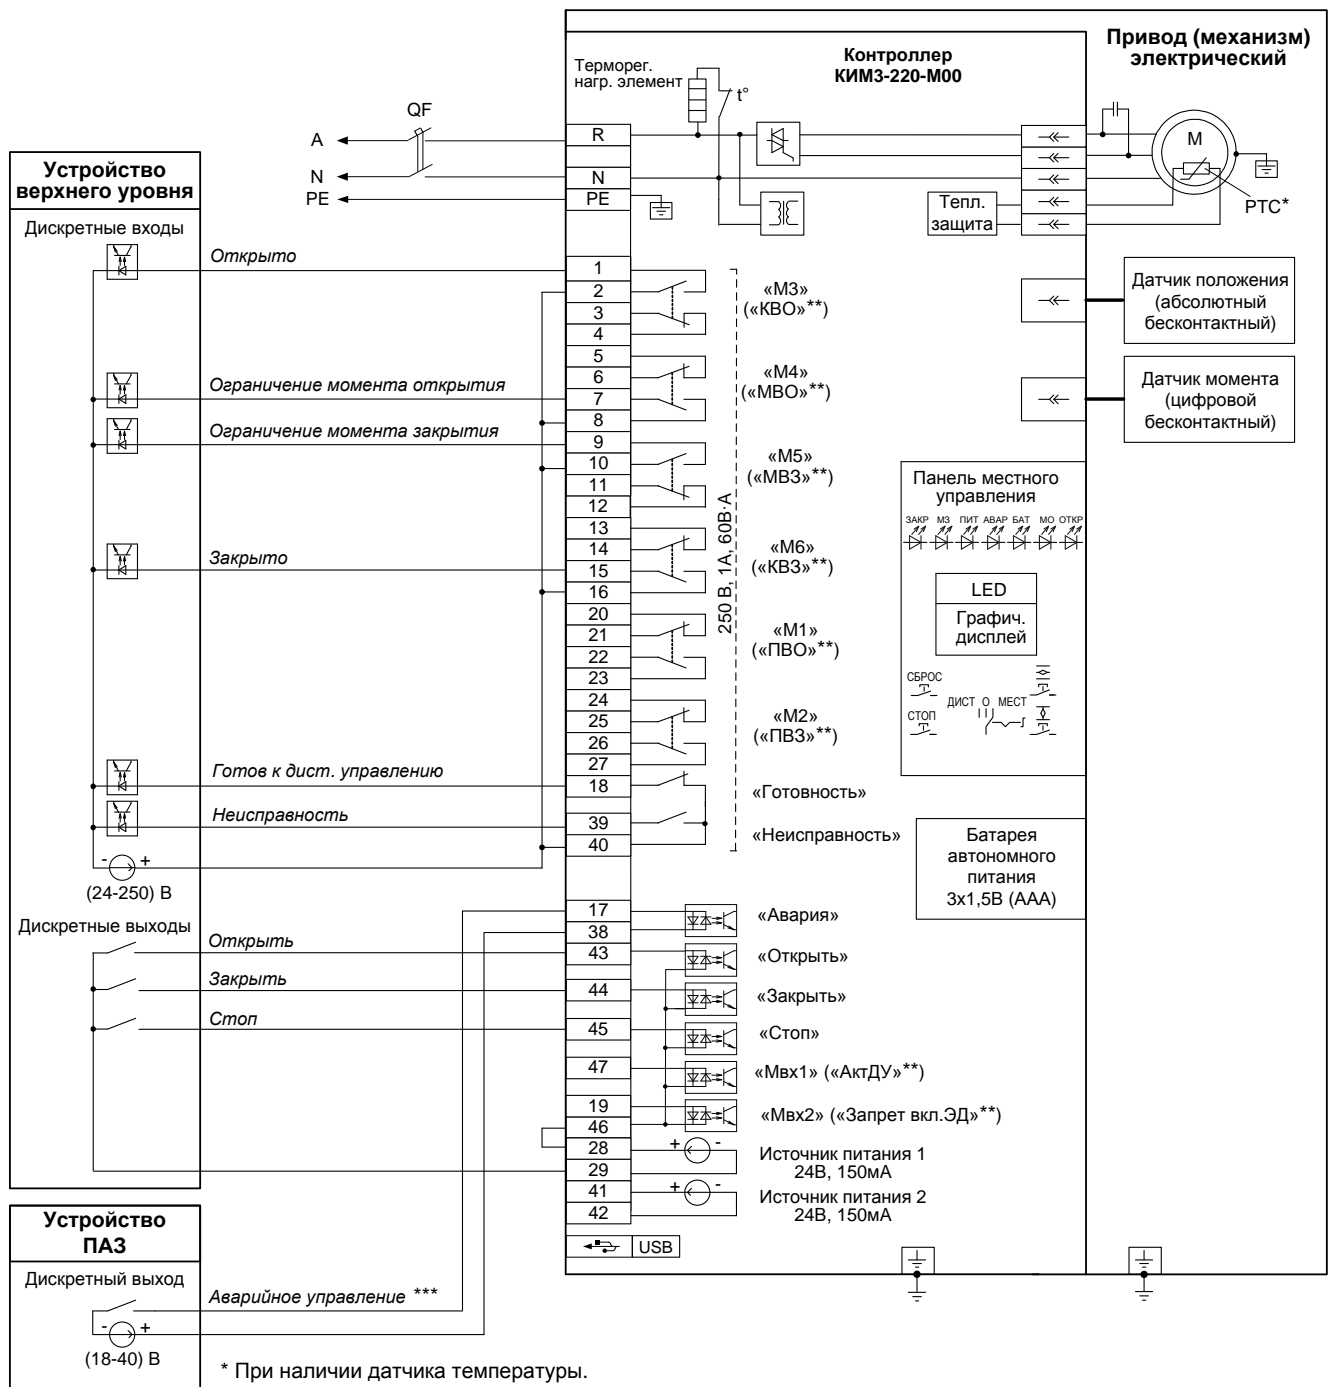 Привод (механизм)
электрический
Контроллер
КИМ3-220-М00
Терморег.
нагр. элемент
t°
QF
A
N
PE
R
N
PE
M
PTC*
Тепл.
защита
Устройство
верхнего уровня
Дискретные входы
Открыто
Ограничение момента открытия
Ограничение момента закрытия
Закрыто
Готов к дист. управлению
Неисправность
- +
(24-250) В
Дискретные выходы
Открыть
Закрыть
Стоп
1
2
3
4
5
6
7
8
9
10
11
12
13
14
15
16
20
21
22
23
24
25
26
27
18
39
40
17
38
43
44
45
47
19
46
28
29
41
42
«М3»
(«КВО»**)
«М4»
(«МВО»**)
«М5»
(«МВЗ»**)
«М6»
(«КВЗ»**)
«М1»
(«ПВО»**)
«М2»
(«ПВЗ»**)
250 В, 1А, 60В·А
«Готовность»
«Неисправность»
«Авария»
«Открыть»
«Закрыть»
«Стоп»
«Мвх1» («АктДУ»**)
«Мвх2» («Запрет вкл.ЭД»**)
+ -
Источник питания 1
24В, 150мА
+ -
Источник питания 2
24В, 150мА
USB
Датчик положения
(абсолютный
бесконтактный)
Датчик момента
(цифровой
бесконтактный)
Панель местного
управления
ЗАКР МЗ ПИТ АВАР БАТ МО ОТКР
LED
Графич.
дисплей
СБРОС
ДИСТ О МЕСТ
СТОП
Батарея
автономного
питания
3х1,5В (ААА)
Устройство
ПАЗ
Дискретный выход
Аварийное управление ***
- +
(18-40) В
* При наличии датчика температуры.